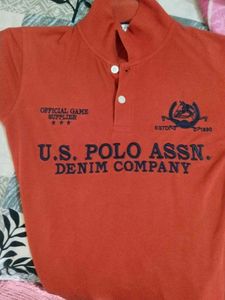 OFFICIAL GAME
SUPPLIER
U.S. POLO ASSN.
DENIM COMPANY